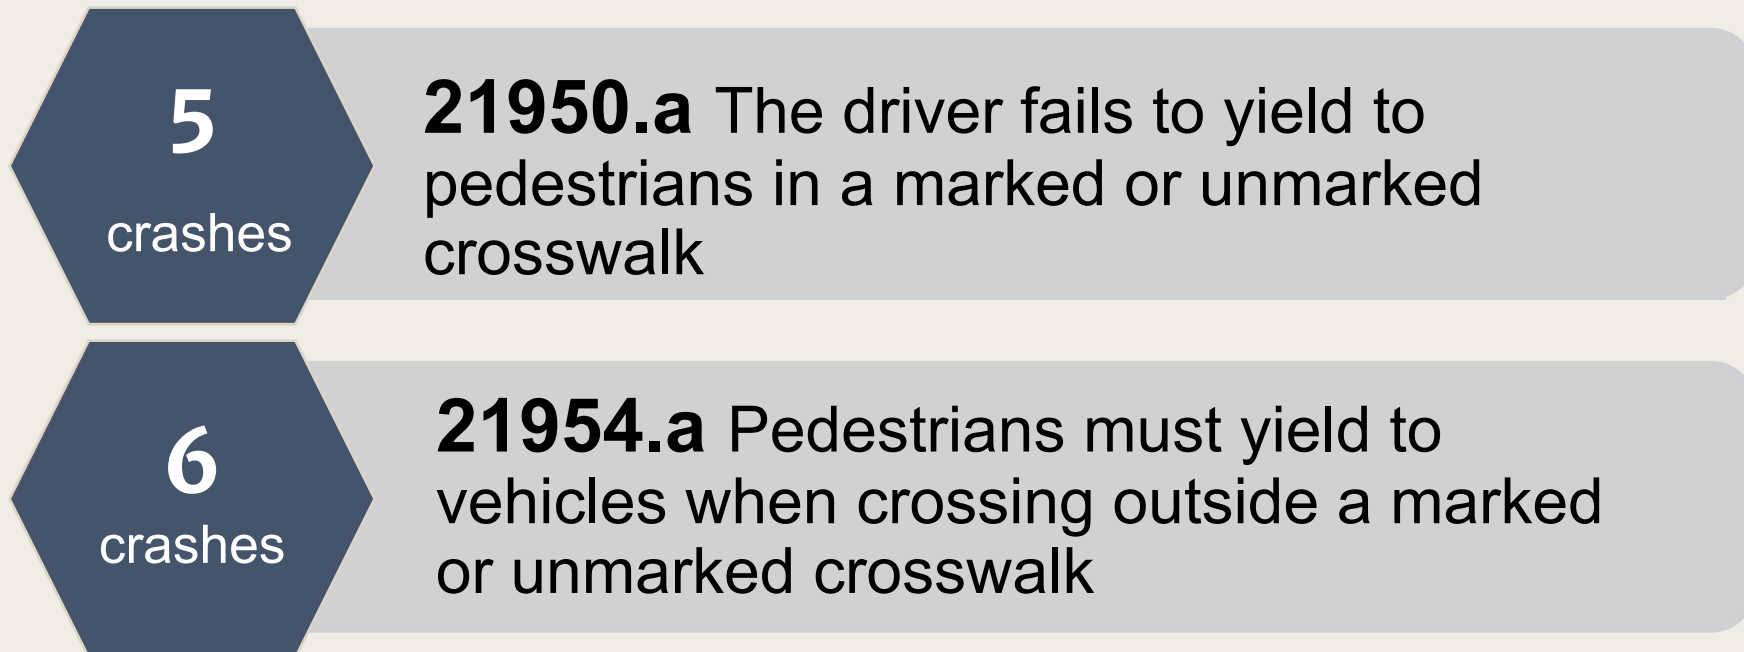 5
crashes
21950.a The driver fails to yield to
pedestrians in a marked or unmarked
crosswalk
6
crashes
21954.a Pedestrians must yield to
vehicles when crossing outside a marked
or unmarked crosswalk